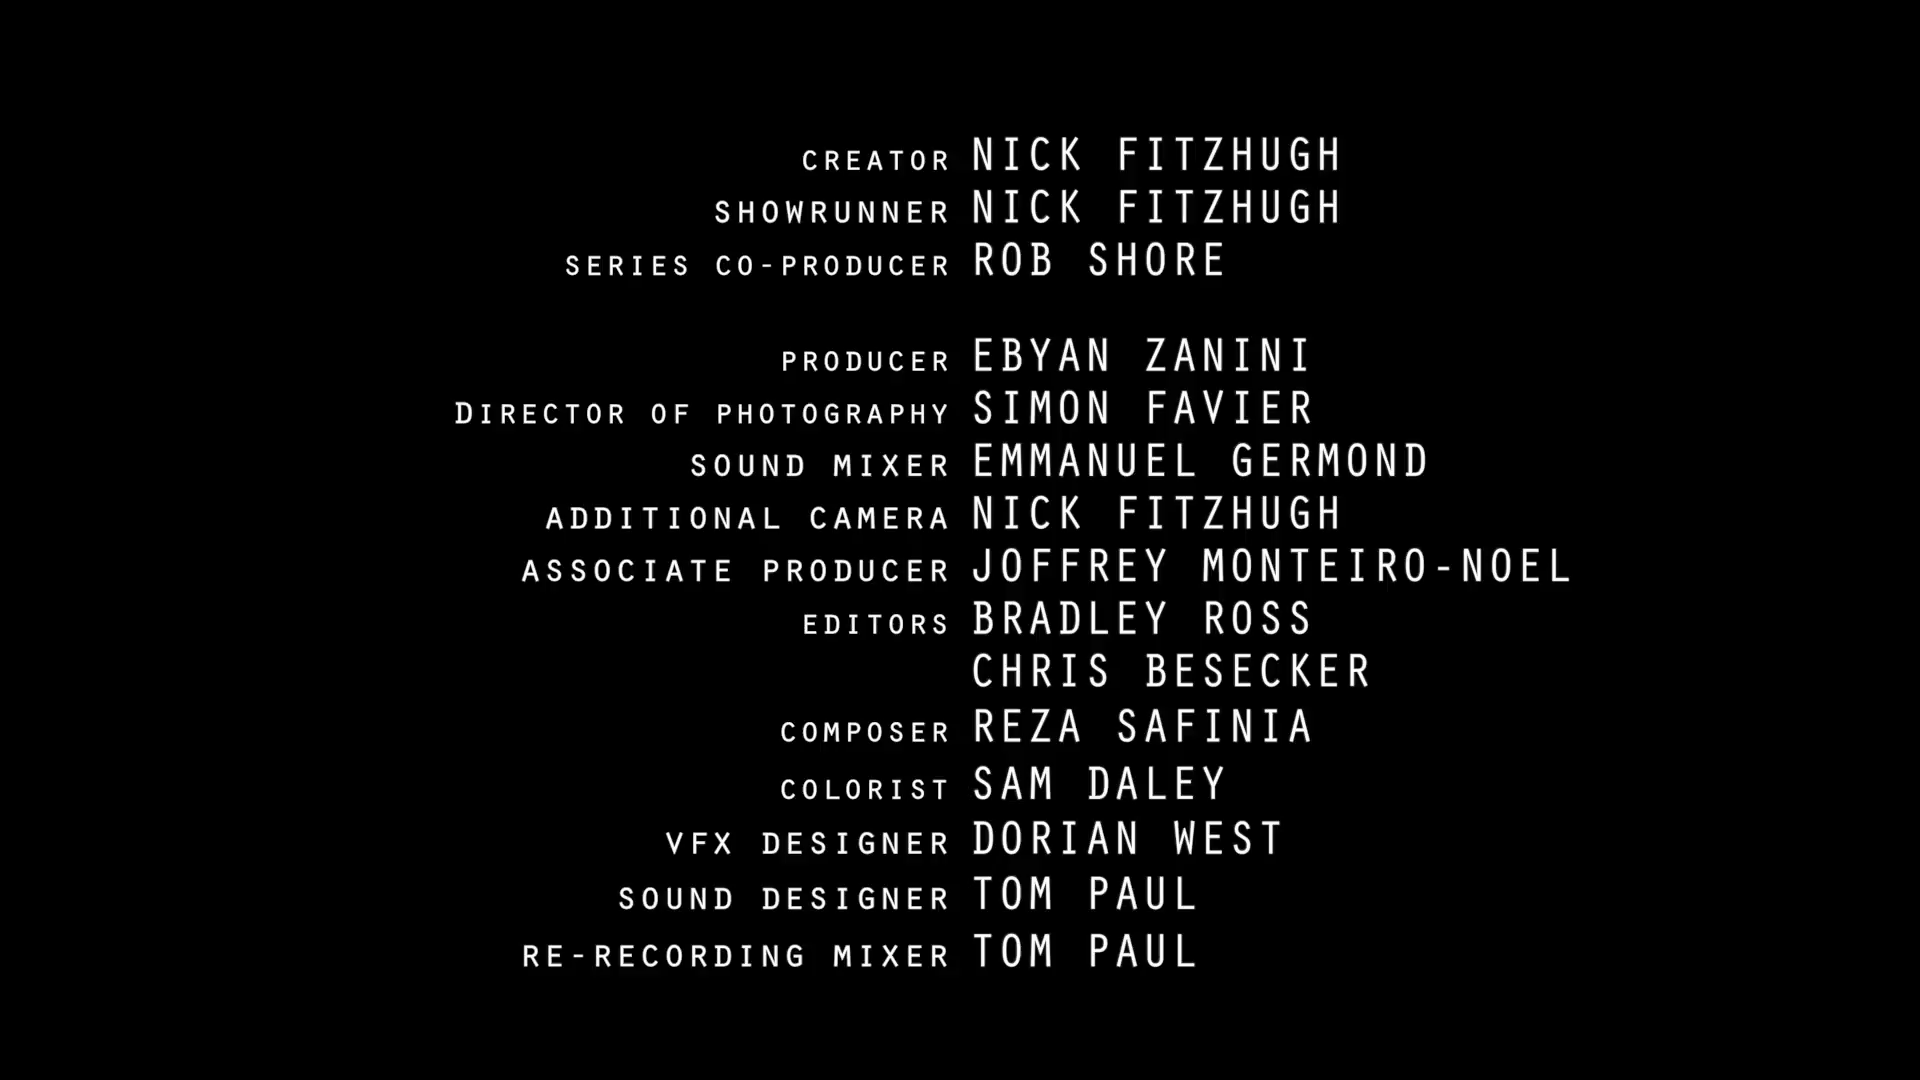 CREATOR NICK FITZHUGH
SHOWRUNNER NICK FITZHUGH
SERIES CO-PRODUCER ROB SHORE
PRODUCER EBYAN ZANINI
DIRECTOR OF PHOTOGRAPHY SIMON FAVIER
SOUND MIXER EMMANUEL GERMOND
ADDITIONAL CAMERA NICK FITZHUGH
ASSOCIATE PRODUCER JOFFREY MONTEIRO-NOEL
EDITORS BRADLEY ROSS
CHRIS BESECKER
COMPOSER REZA SAFINIA
COLORIST SAM DALEY
VFX DESIGNER DORIAN WEST
SOUND DESIGNER TOM PAUL
RE-RECORDING MIXER TOM PAUL